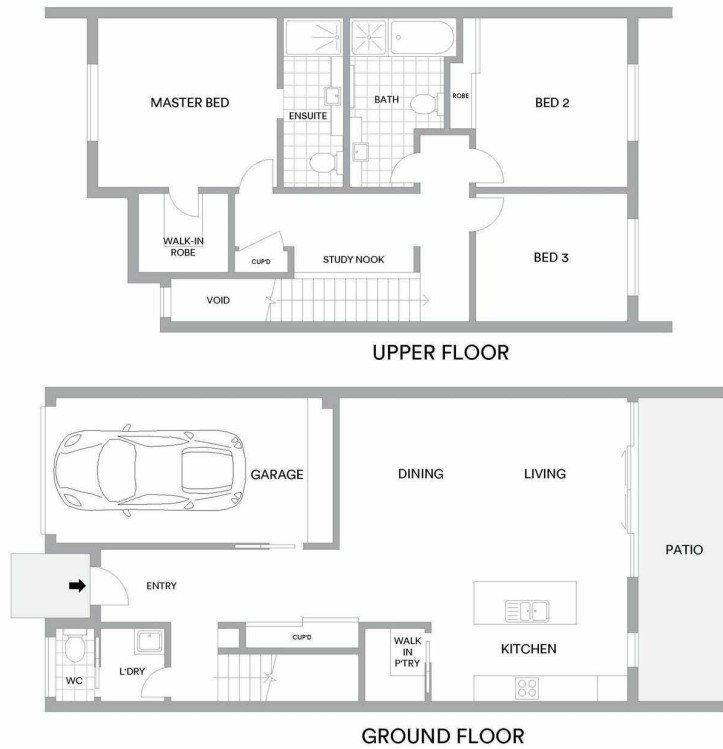 MASTER BED
ENSUITE
BATH
ROBE
BED 2
WALK-IN
ROBE
CUP'D
STUDY NOOK
BED 3
VOID
UPPER FLOOR
GARAGE
DINING
LIVING
PATIO
ENTRY
CUP'D
WALK
IN
P'TRY
KITCHEN
WC
L'DRY
GROUND FLOOR